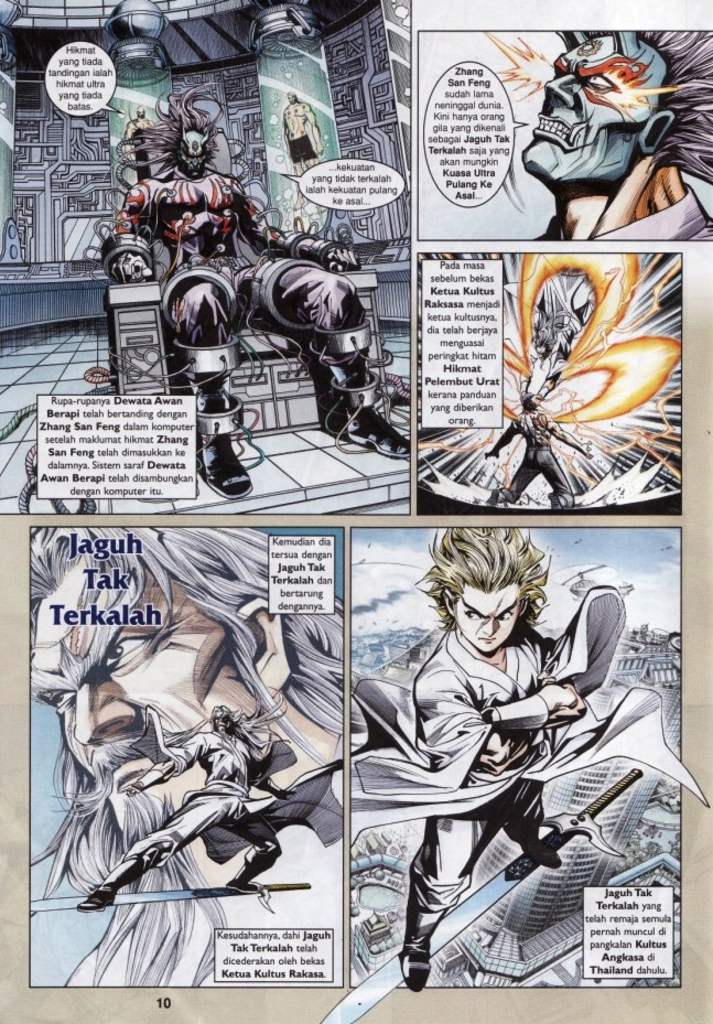 Hikmat
yang tiada
tandingan ialah
hikmat ultra
yang tiada
batas.
...kekuatan
yang tidak terkalah
ialah kekuatan pulang
ke asal...
Rupa-rupanya Dewata Awan
Berapi telah bertanding dengan
Zhang San Feng dalam komputer
setelah maklumat hikmat Zhang
San Feng telah dimasukkan ke
dalamnya. Sistem saraf Dewata
Awan Berapi telah disambungkan
dengan komputer itu.
Zhang
San Feng
sudah lama
neninggal dunia.
Kini hanya orang
gila yang dikenali
sebagai Jaguh Tak
Terkalah saja yang
akan mungkin
Kuasa Ultra
Pulang Ke
Asal...
Pada masa
sebelum bekas
Ketua Kultus
Raksasa menjadi
ketua kultusnya,
dia telah berjaya
menguasai
peringkat hitam
Hikmat
Pelembut Urat
kerana panduan
yang diberikan
orang.
Jaguh
Tak
Terkalah
Kemudian dia
tersua dengan
Jaguh Tak
Terkalah dan
bertarung
dengannya.
Kesudahannya, dahi Jaguh
Tak Terkalah telah
dicederakan oleh bekas
Ketua Kultus Rakasa.
Jaguh Tak
Terkalah yang
telah remaja semula
pernah muncul di
pangkalan Kultus
Angkasa di
Thailand dahulu.
10